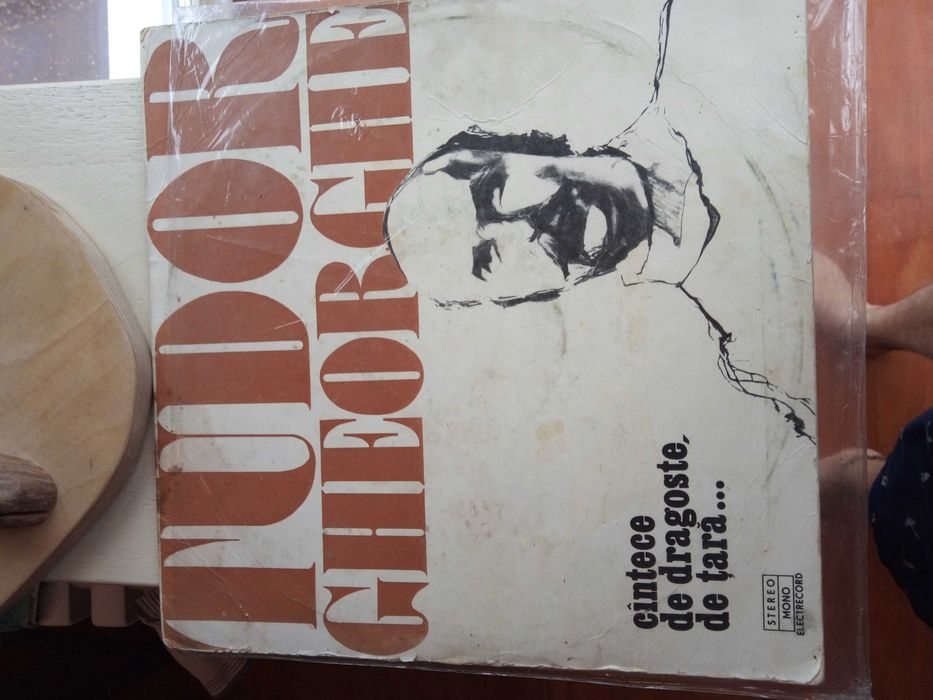 TUDOR
GHEORGHE
cîntece
de dragoste,
de țară...
STEREO
MONO
ELECTRECORD